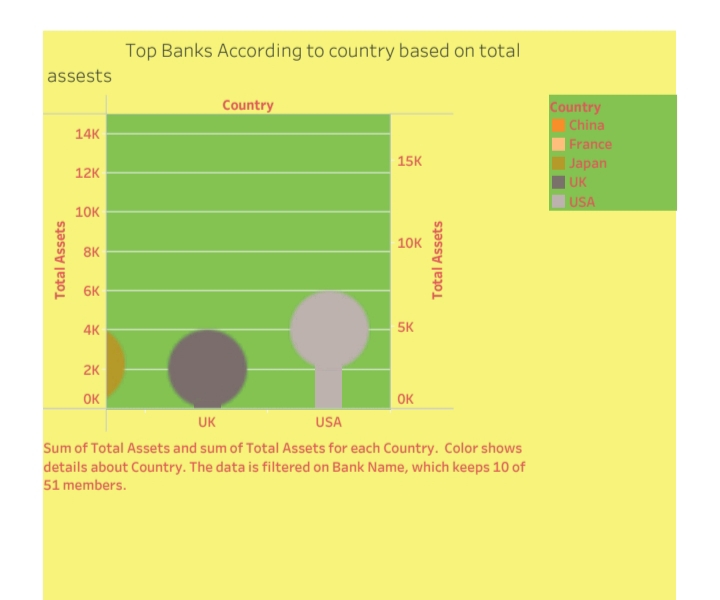 Top Banks According to country based on total
assests
Country
14K
12K
10K
8K
6K
4K
2K
0K
Total Assets
15K
10K
5K
0K
Total Assets
UK
USA
Country
China
France
Japan
UK
USA
Sum of Total Assets and sum of Total Assets for each Country. Color shows
details about Country. The data is filtered on Bank Name, which keeps 10 of
51 members.